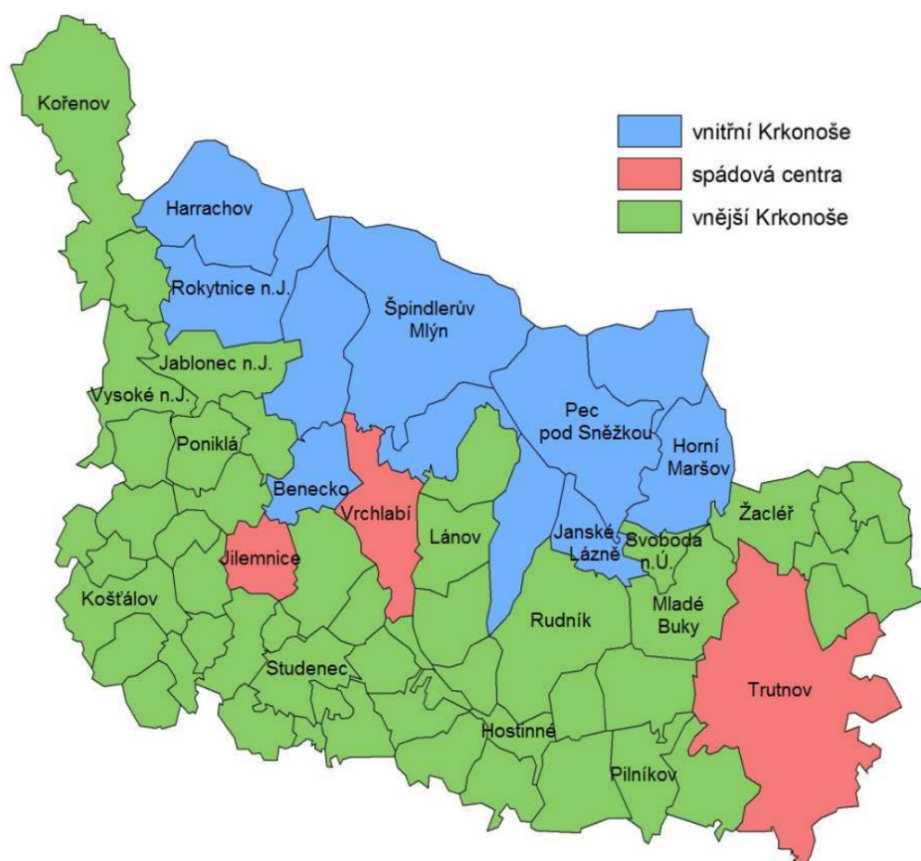 Kořenov
vnitřní Krkonoše
spádová centra
vnější Krkonoše
Harrachov
Rokytnice n.J.
Špindlerův
Mlýn
Jablonec n.J.
Vysoké n.J.
Poniklá
Pec
pod Sněžkou
Horní
Maršov
Benecko
Vrchlabí
Žacléř
Lánov
Janské
Lázně
Svoboda
n.Ú.
Jilemnice
Košťálov
Mladé
Buky
Rudník
Studenec
Trutnov
Hostinné
Pilníkov